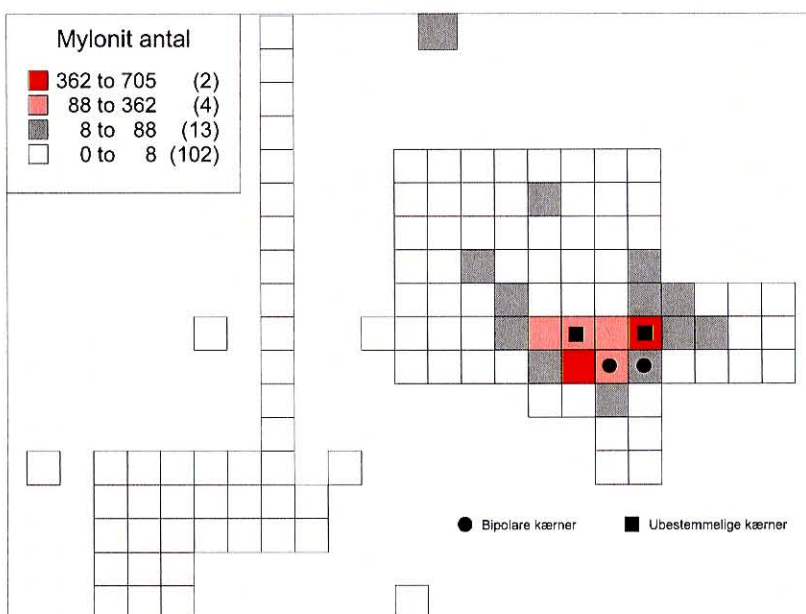 Mylonit antal
362 to 705 (2)
88 to 362 (4)
8 to 88 (13)
0 to 8 (102)
Bipolare kærner
Ubestemmelige kærner